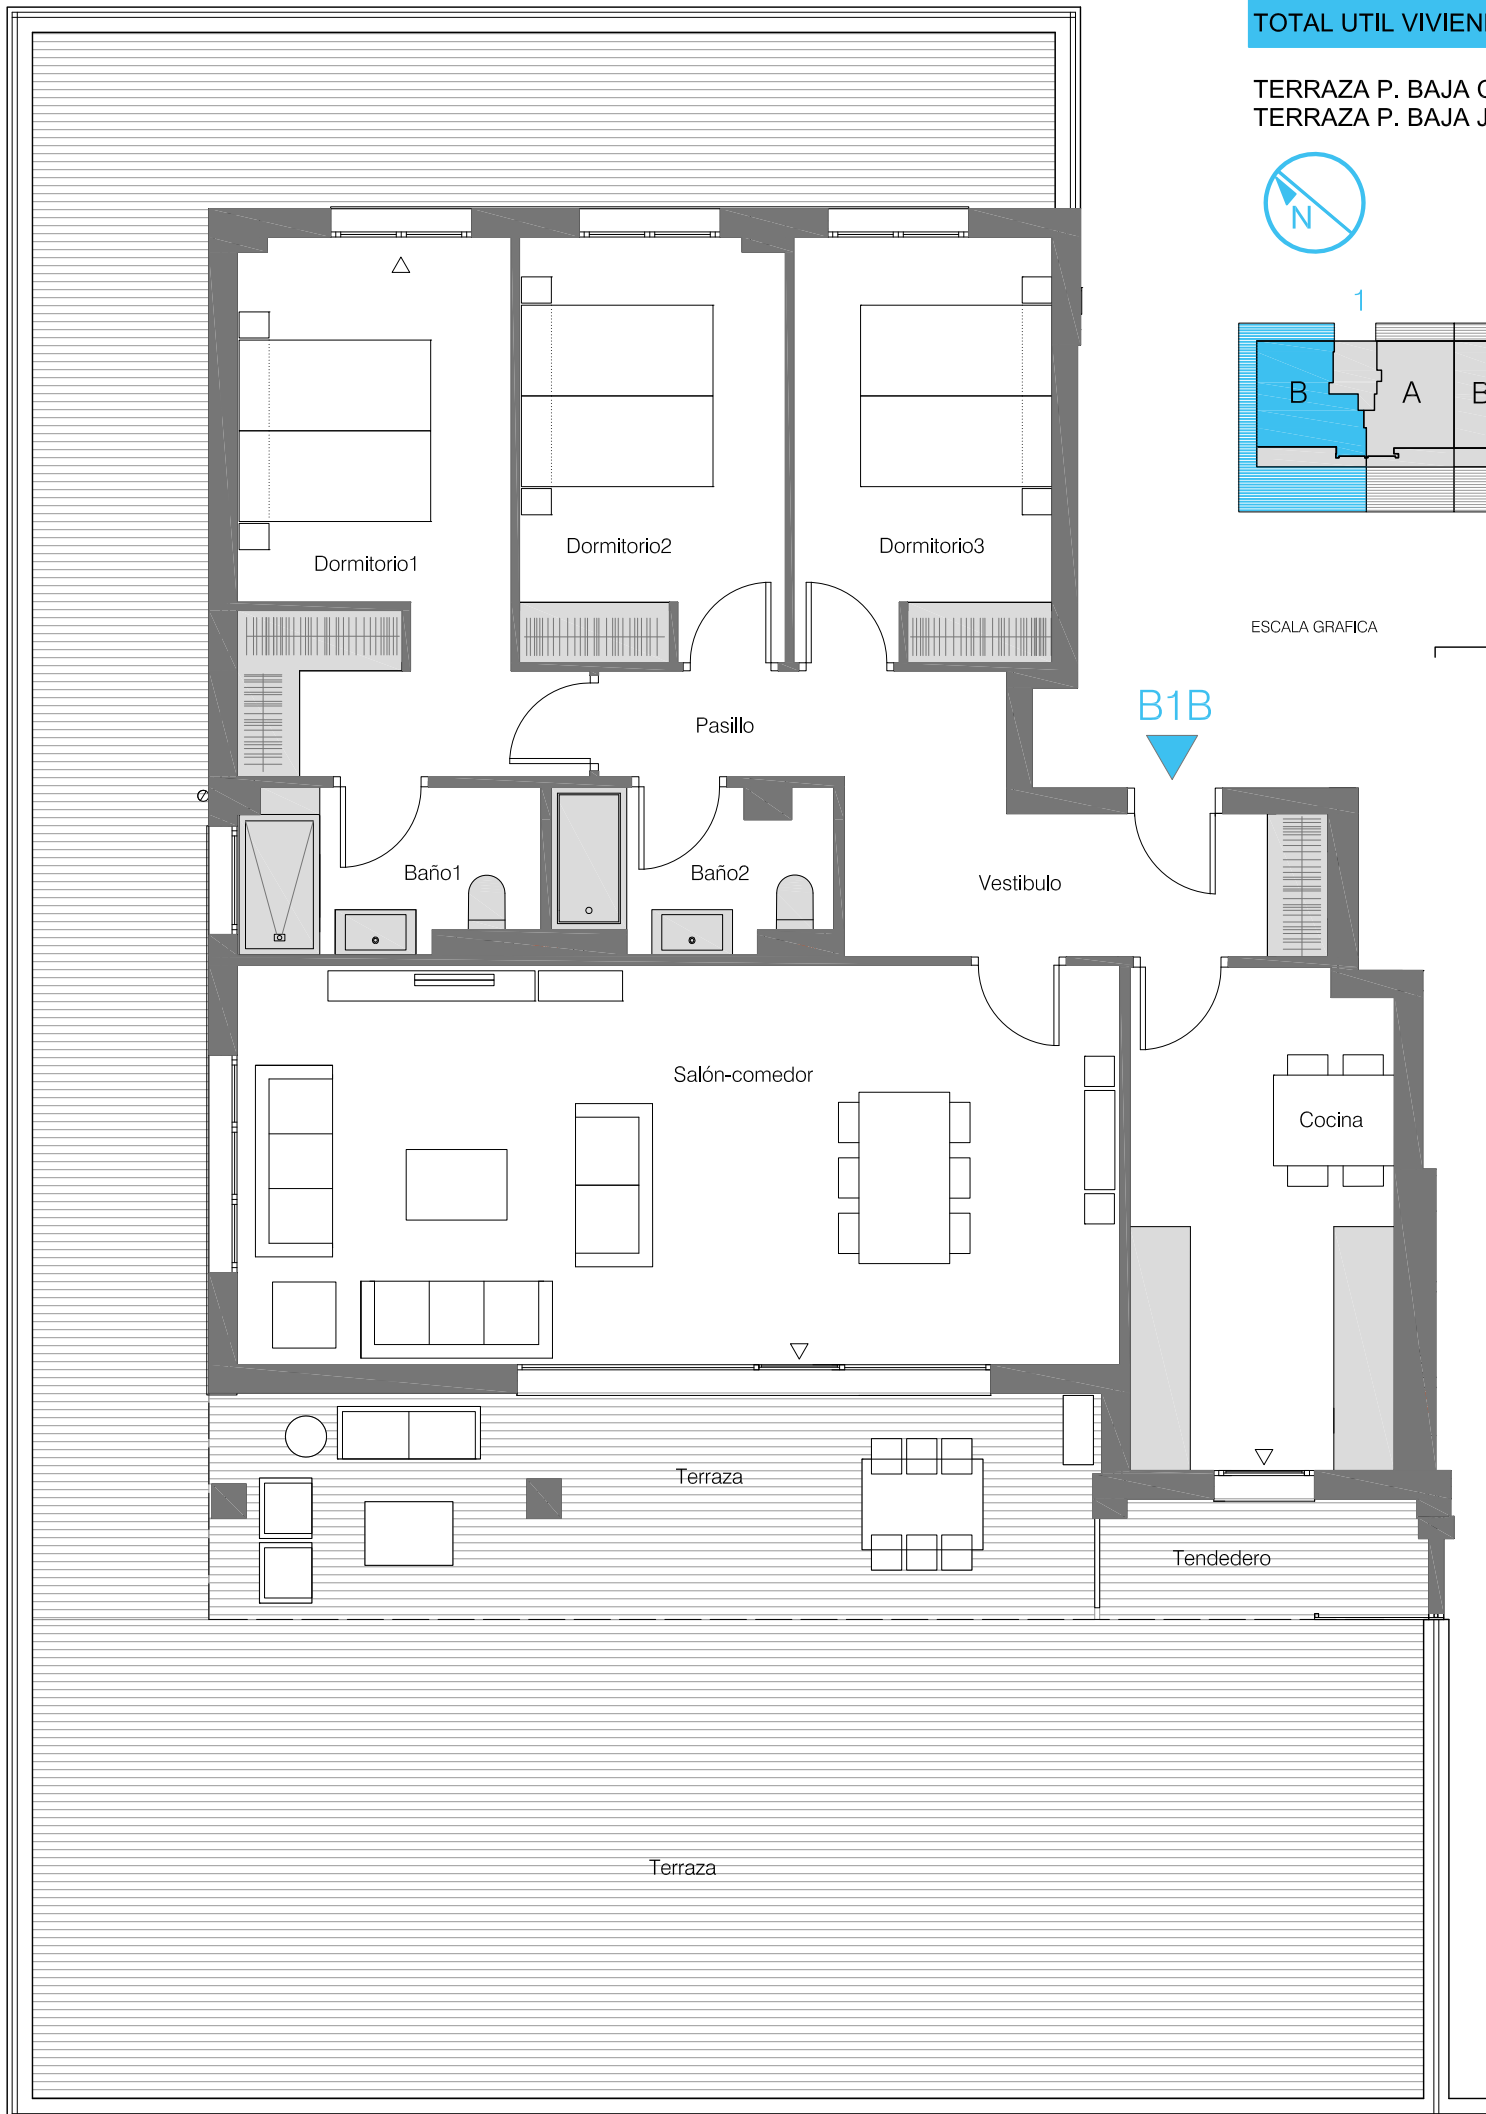 TOTAL UTIL
TERRAZA P. BAJA
TERRAZA P. BAJA
N
1
B
A
B
Dormitorio1
Dormitorio2
Dormitorio3
ESCALA GRAFICA
B1B
Pasillo
Baño1
Baño2
Vestibulo
Salón-comedor
Cocina
Terraza
Tendedero
Terraza